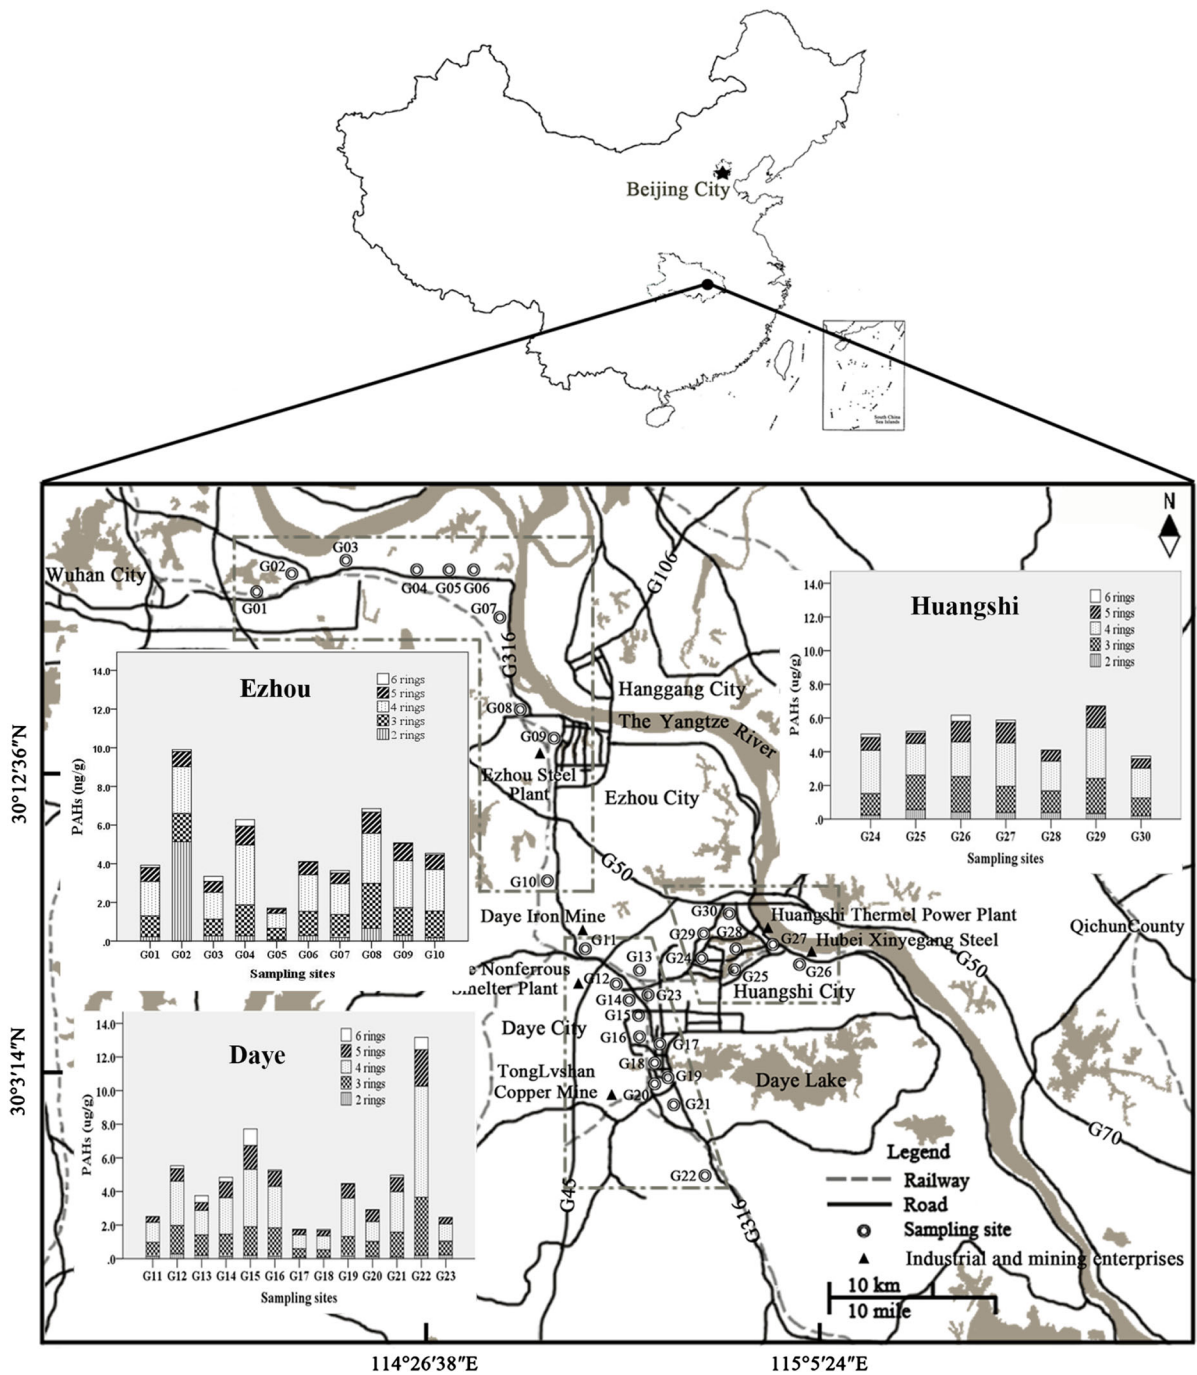 Beijing City
South China
Sea Islands
N
G03
G02
Wuhan City
G01
G04
G05
G06
G07
G106
G316
Hanggang City
G08
The Yangtze River
G09
Ezhou Steel
Plant
Ezhou City
G10
G50
Daye Iron Mine
G11
G30
Huangshi Thermel Power Plant
G29
G28
G27
Hubei Xinyegang Steel
G24
G25
G26
Huangshi City
QichunCounty
G50
G13
e Nonferrous
Smelter Plant
G12
G14
G23
G15
Daye City
G16
G17
G18
TongLvshan
Copper Mine
G19
G20
G21
Daye Lake
G22
G45
G316
G70
Ezhou
6 rings
5 rings
4 rings
3 rings
2 rings
PAHs (ug/g)
14.0
12.0
10.0
8.0
6.0
4.0
2.0
.0
G01 G02 G03 G04 G05 G06 G07 G08 G09 G10
Sampling sites
Huangshi
6 rings
5 rings
4 rings
3 rings
2 rings
PAHs (ug/g)
14.0
12.0
10.0
8.0
6.0
4.0
2.0
.0
G24 G25 G26 G27 G28 G29 G30
Sampling sites
Daye
6 rings
5 rings
4 rings
3 rings
2 rings
PAHs (ug/g)
14.0
12.0
10.0
8.0
6.0
4.0
2.0
.0
G11 G12 G13 G14 G15 G16 G17 G18 G19 G20 G21 G22 G23
Sampling sites
Legend
Railway
Road
Sampling site
Industrial and mining enterprises
10 km
10 mile
30°12′36″N
30°3′14″N
114°26′38″E
115°5′24″E